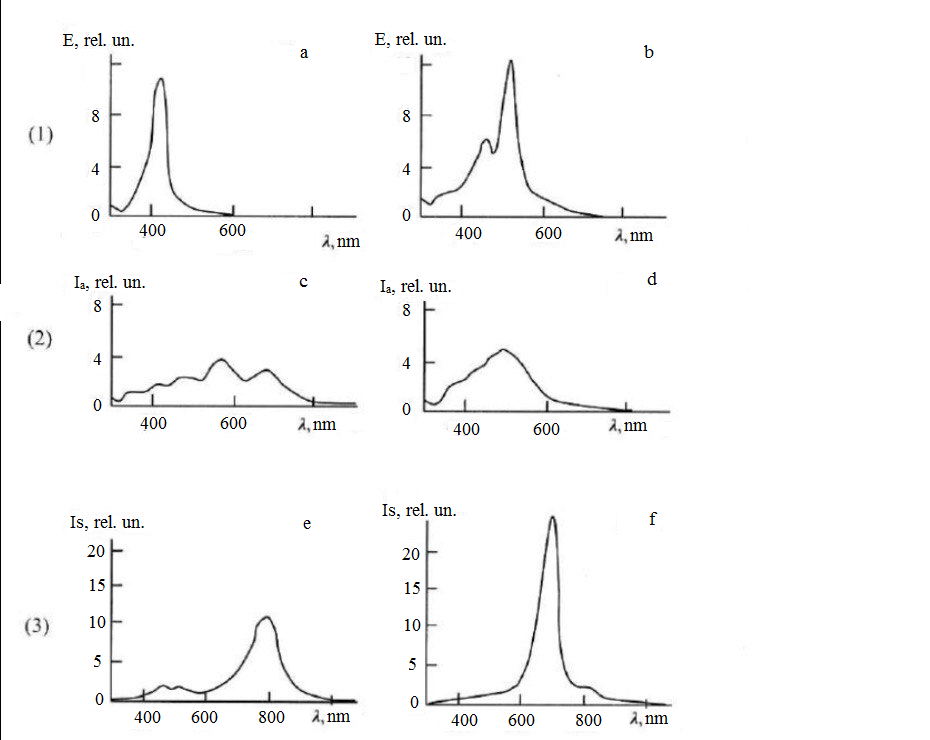 E, rel. un.
a
E, rel. un.
b
(1)
8
4
0
400
600
λ, nm
8
4
0
400
600
λ, nm
Iₐ, rel. un.
c
Iₐ, rel. un.
d
(2)
8
4
0
400
600
λ, nm
8
4
0
400
600
λ, nm
Is, rel. un.
e
Is, rel. un.
f
(3)
20
15
10
5
0
400
600
800
λ, nm
20
15
10
5
0
400
600
800
λ, nm